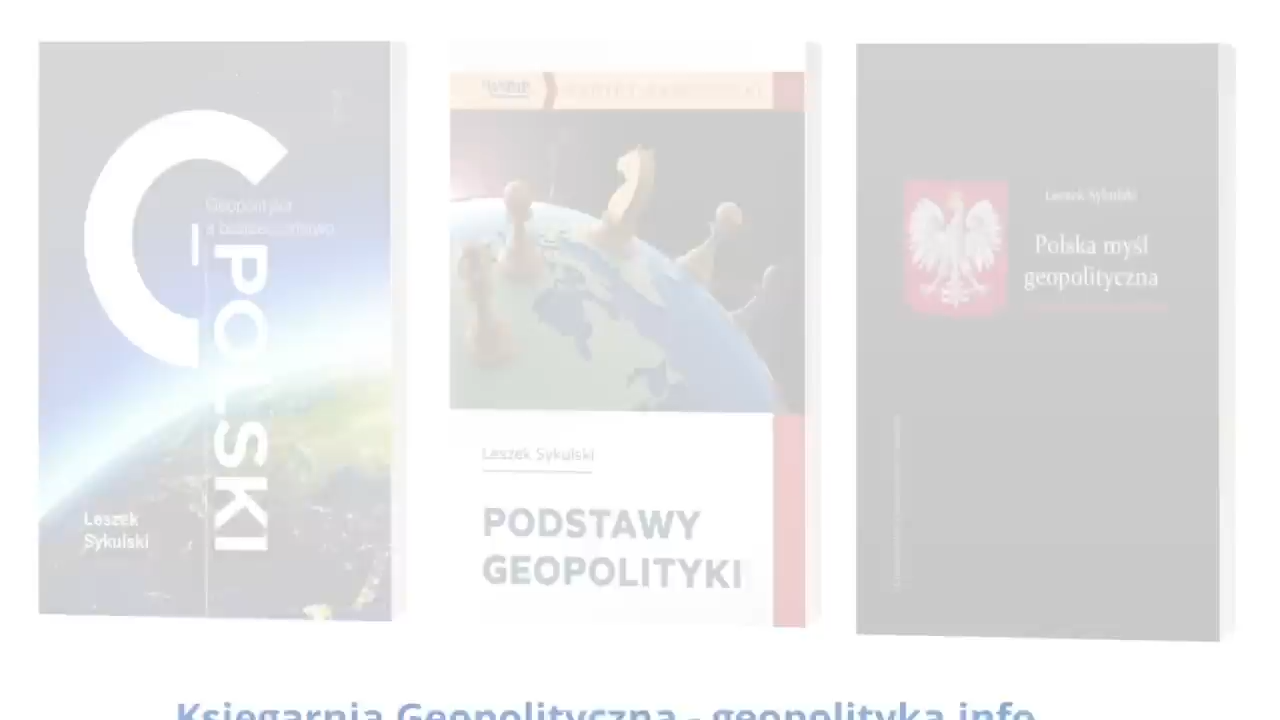 Geopolityka
a bezpieczeństwo
POLSKI
Leszek
Sykulski
Leszek Sykulski
PODSTAWY
GEOPOLITYKI
Leszek Sykulski
Polska myśl
geopolityczna
Księgarnia Geopolityczna - geopolityka.info